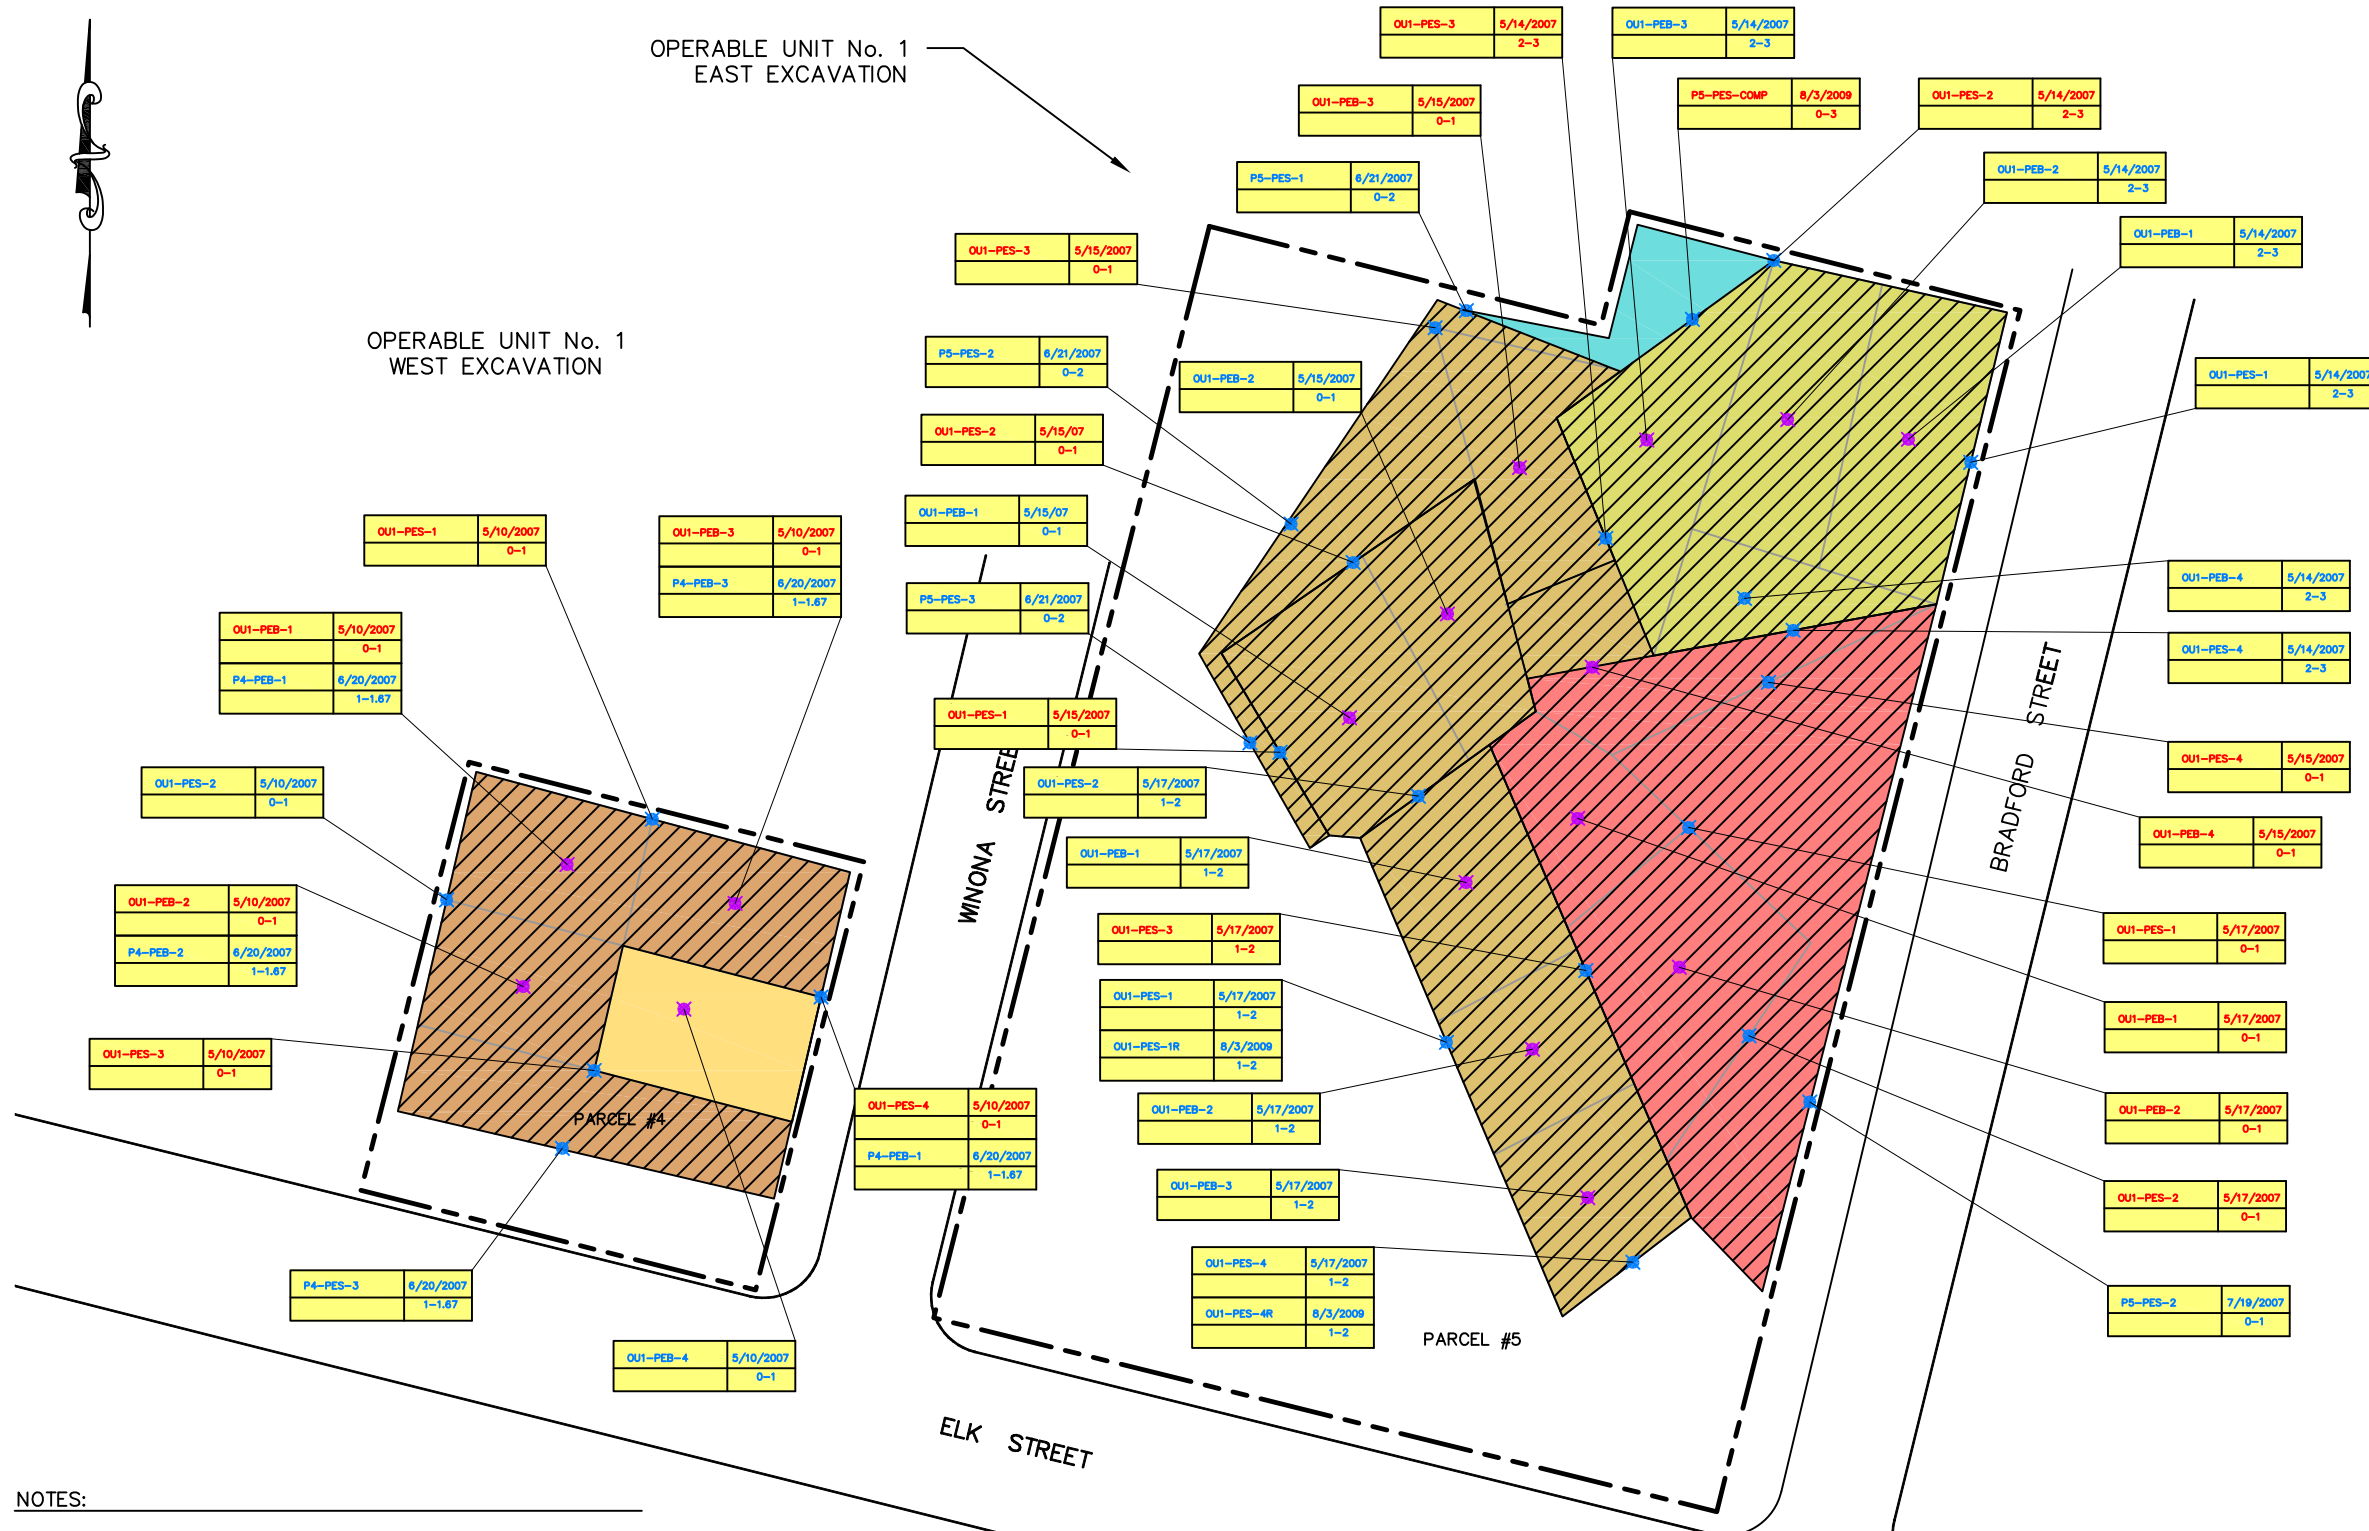 OPERABLE UNIT No. 1
EAST EXCAVATION
OU1-PES-3 5/14/2007
2-3
OU1-PEB-3 5/14/2007
2-3
OU1-PEB-3 5/15/2007
0-1
P5-PES-COMP 8/3/2009
0-3
OU1-PES-2 5/14/2007
2-3
P5-PES-1 6/21/2007
0-2
OU1-PEB-2 5/14/2007
2-3
OU1-PES-3 5/15/2007
0-1
OU1-PEB-1 5/14/2007
2-3
OPERABLE UNIT No. 1
WEST EXCAVATION
P5-PES-2 6/21/2007
0-2
OU1-PEB-2 5/15/2007
0-1
OU1-PES-1 5/14/2007
2-3
OU1-PES-2 5/15/07
0-1
OU1-PEB-1 5/15/07
0-1
OU1-PES-1 5/10/2007
0-1
OU1-PEB-3 5/10/2007
0-1
P4-PEB-3 6/20/2007
1-1.67
P5-PES-3 6/21/2007
0-2
OU1-PEB-4 5/14/2007
2-3
OU1-PEB-1 5/10/2007
0-1
P4-PEB-1 6/20/2007
1-1.67
OU1-PES-4 5/14/2007
2-3
OU1-PES-1 5/15/2007
0-1
OU1-PES-4 5/15/2007
0-1
OU1-PES-2 5/10/2007
0-1
OU1-PES-2 5/17/2007
1-2
WINONA STREE
BRADFORD STREET
OU1-PEB-4 5/15/2007
0-1
OU1-PEB-1 5/17/2007
1-2
OU1-PEB-2 5/10/2007
0-1
P4-PEB-2 6/20/2007
1-1.67
OU1-PES-3 5/17/2007
1-2
OU1-PES-1 5/17/2007
0-1
OU1-PES-1 5/17/2007
1-2
OU1-PES-1R 8/3/2009
1-2
OU1-PEB-1 5/17/2007
0-1
OU1-PES-3 5/10/2007
0-1
OU1-PES-4 5/10/2007
0-1
P4-PEB-1 6/20/2007
1-1.67
PARCEL #4
OU1-PEB-2 5/17/2007
1-2
OU1-PEB-2 5/17/2007
0-1
OU1-PEB-3 5/17/2007
1-2
OU1-PES-2 5/17/2007
0-1
P4-PES-3 6/20/2007
1-1.67
OU1-PES-4 5/17/2007
1-2
OU1-PES-4R 8/3/2009
1-2
P5-PES-2 7/19/2007
0-1
OU1-PEB-4 5/10/2007
0-1
PARCEL #5
ELK STREET
NOTES: